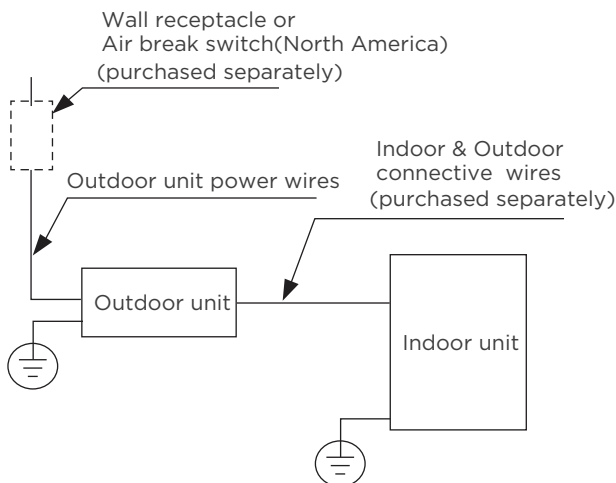 Wall receptacle or
Air break switch(North America)
(purchased separately)
Indoor & Outdoor
connective wires
(purchased separately)
Outdoor unit power wires
Outdoor unit
Indoor unit